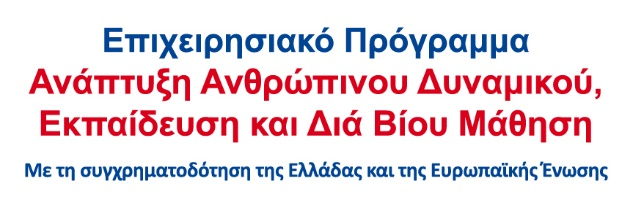 Επιχειρησιακό Πρόγραμμα
Ανάπτυξη Ανθρώπινου Δυναμικού,
Εκπαίδευση και Διά Βίου Μάθηση
Με τη συγχρηματοδότηση της Ελλάδας και της Ευρωπαϊκής Ένωσης